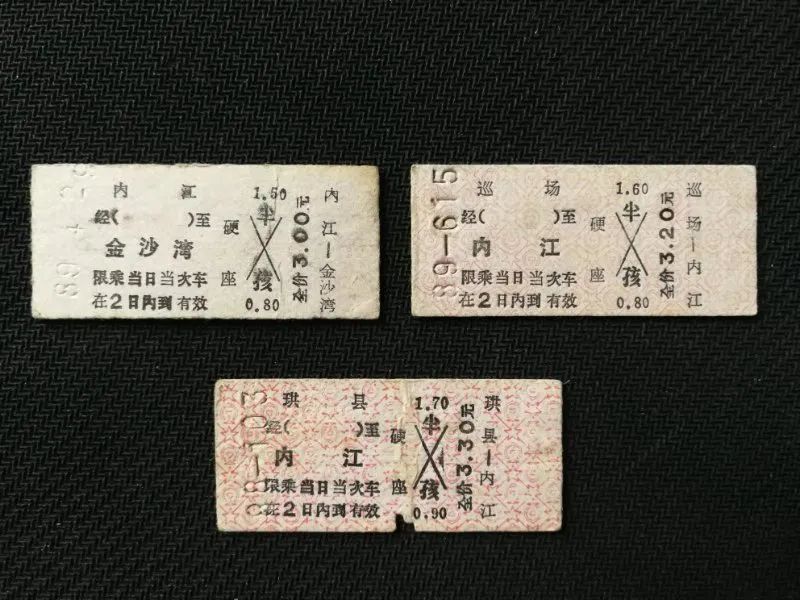 内江
经( )至
金沙湾
限乘当日当次车
在2日内到有效
硬座
1.50
半
孩
0.80
全价3.00元
内江—金沙湾
巡场
经( )至
内江
限乘当日当次车
在2日内到有效
硬座
1.60
半
孩
0.80
全价3.20元
巡场—内江
89-615
珙县
经( )至
内江
限乘当日当次车
在2日内到有效
硬座
1.70
半
孩
0.90
全价3.30元
珙县—内江